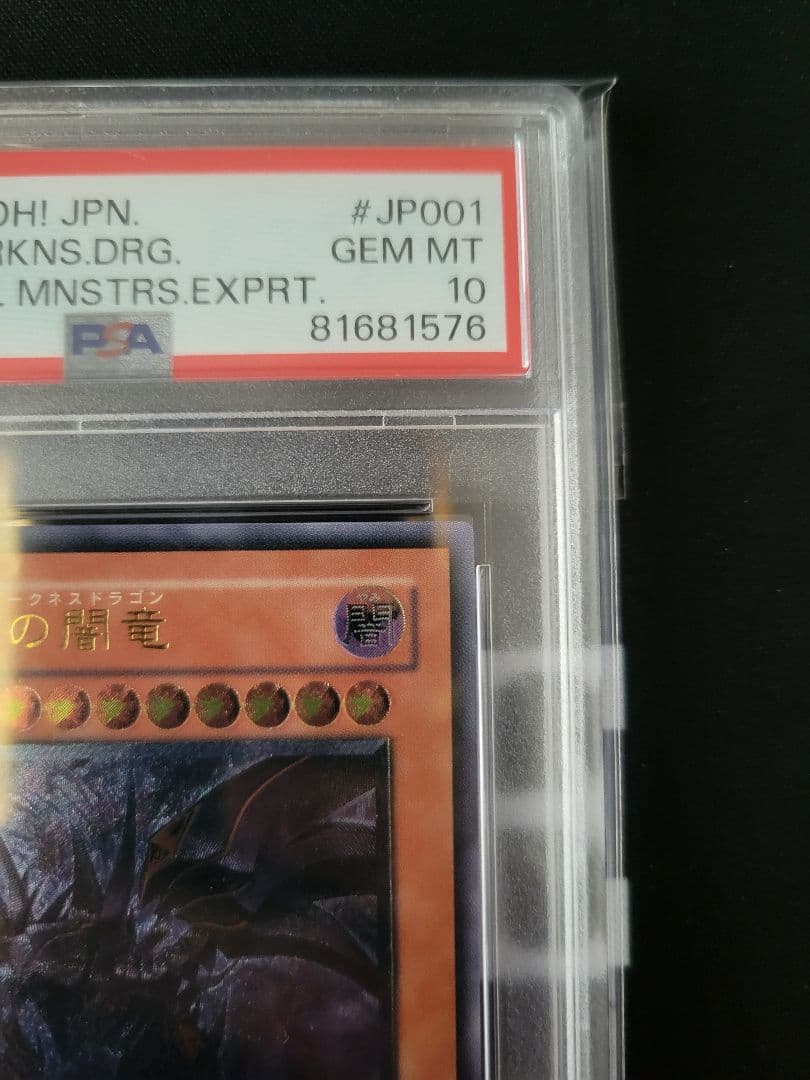 OH! JPN. #JP001
RKNS.DRG. GEM MT
. MNSTRS.EXPRT. 10
PSA 81681576
ークネスドラゴン
の闇竜
やみ
闇